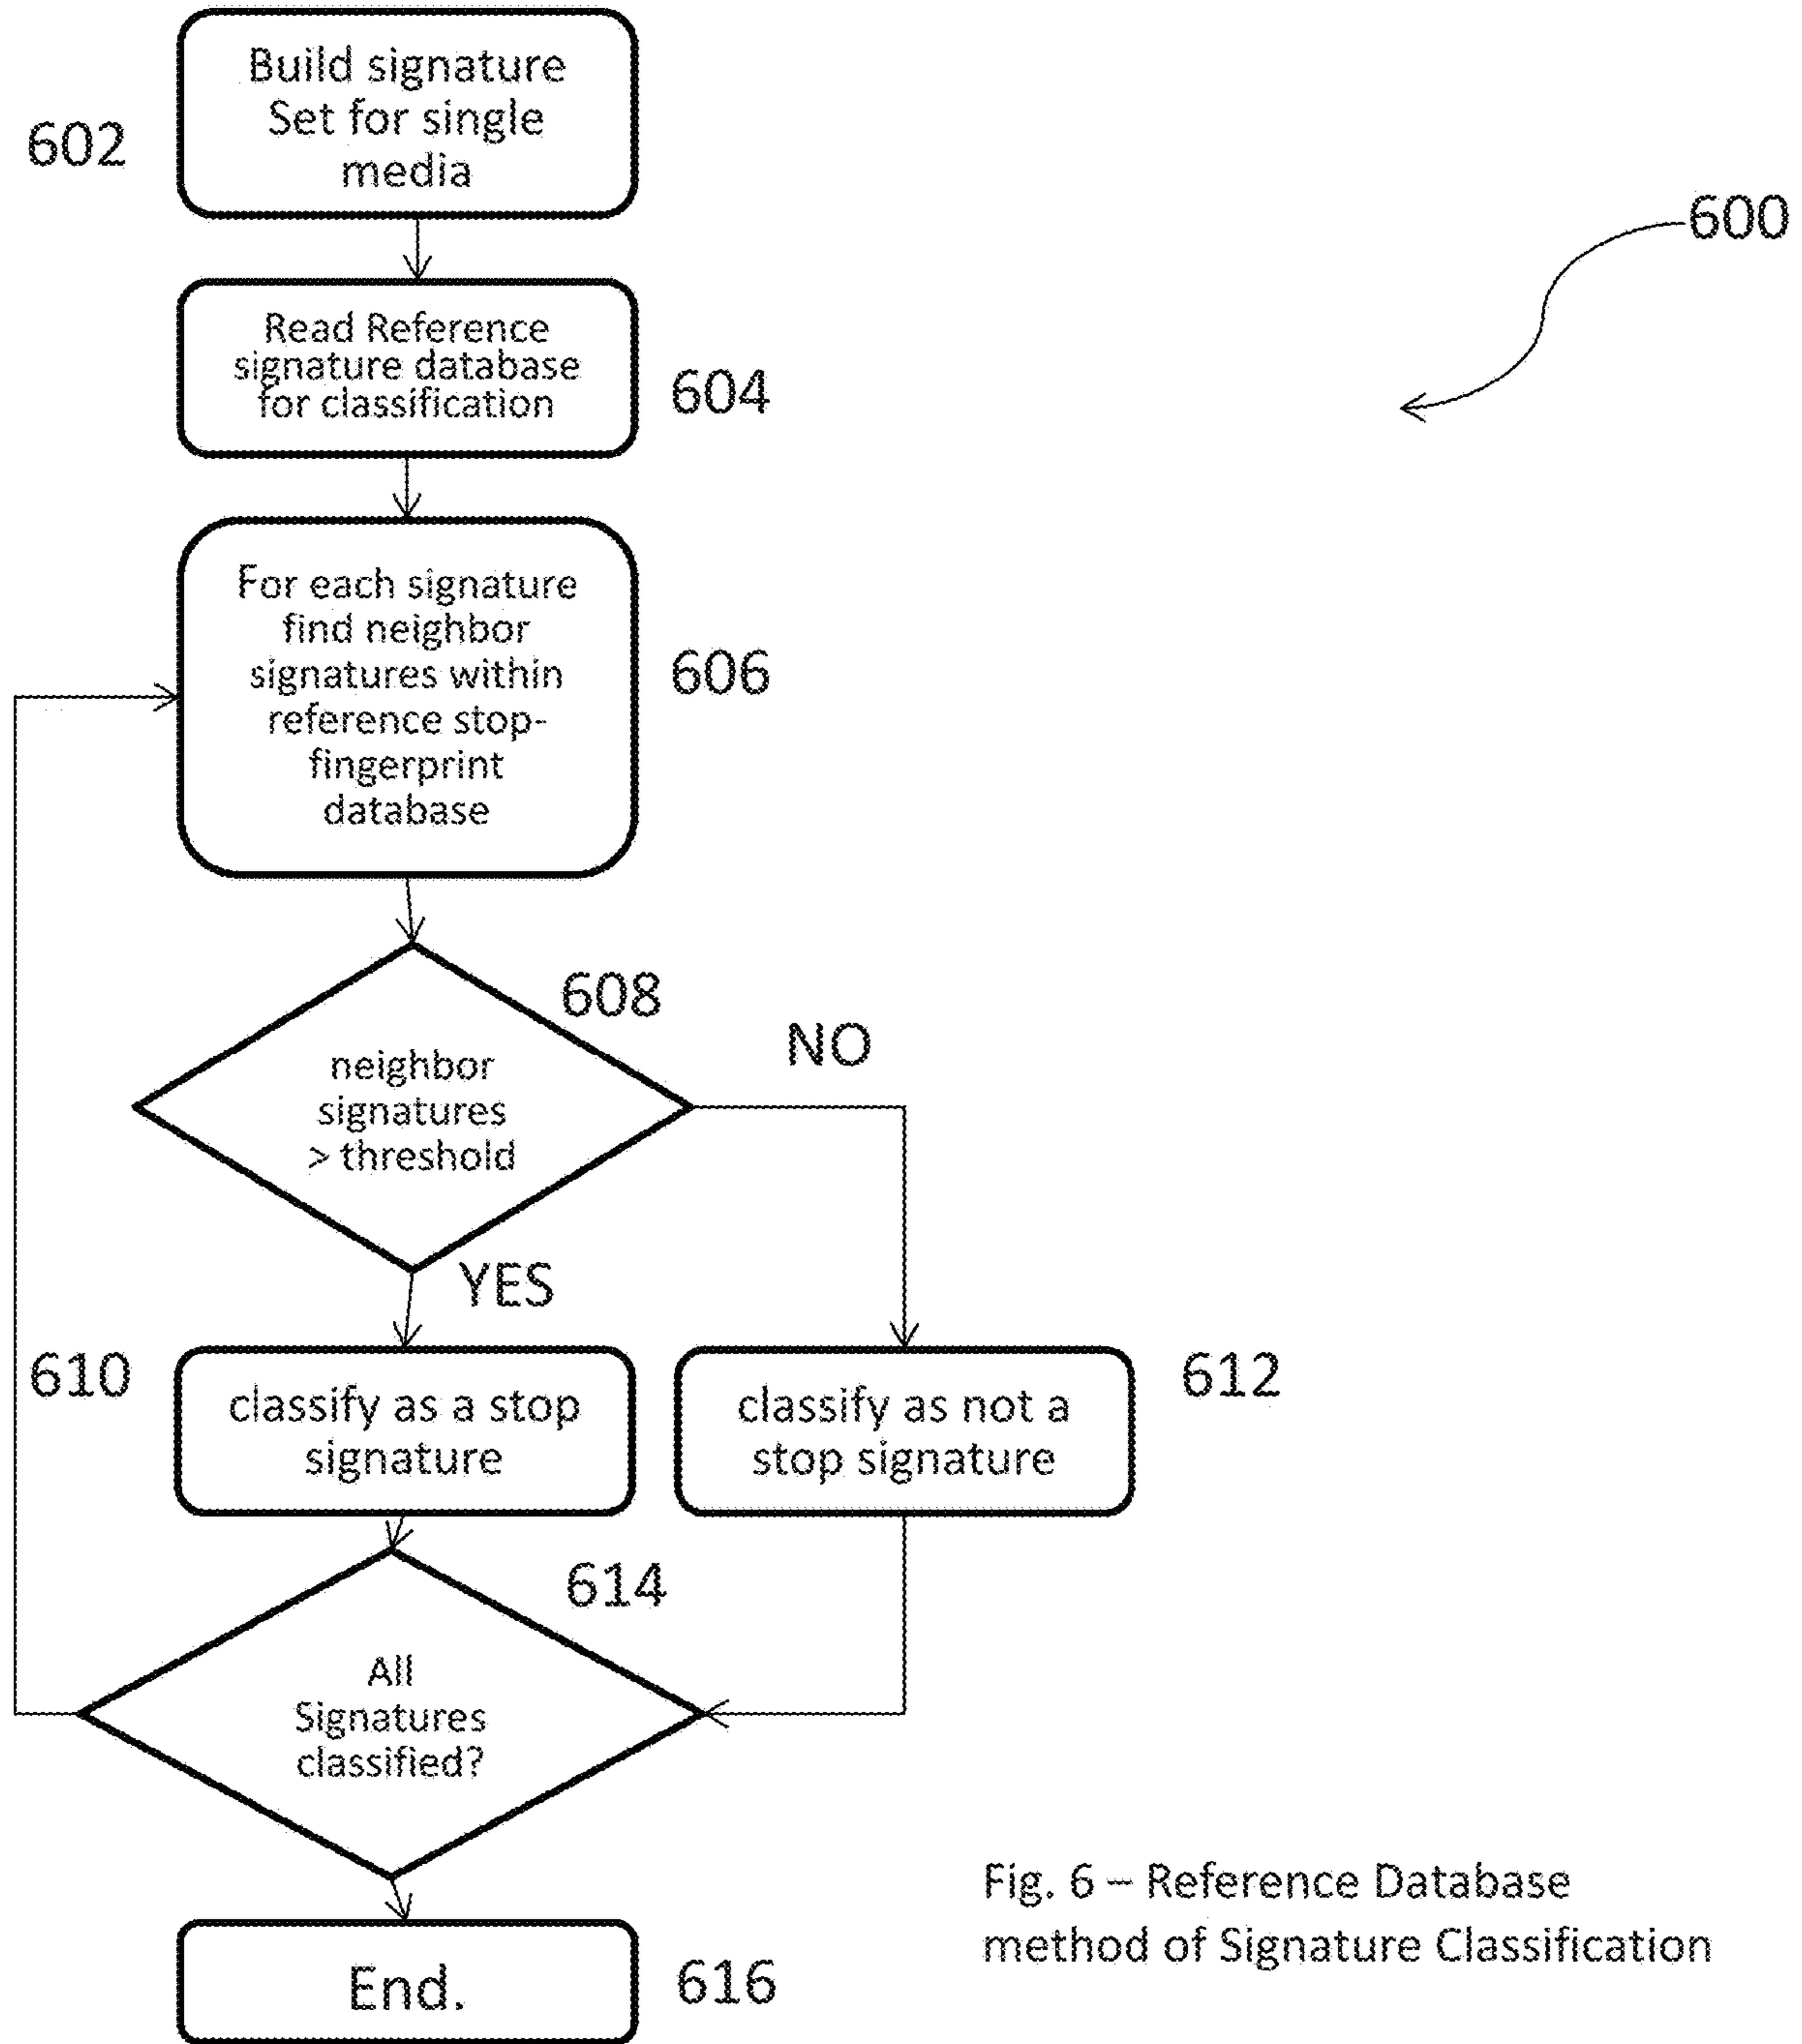 Build signature
Set for single
media
602
600
Read Reference
signature database
for classification
604
For each signature
find neighbor
signatures within
reference stop-
fingerprint
database
606
608
neighbor
signatures
> threshold
NO
YES
610
classify as a stop
signature
classify as not a
stop signature
612
614
All
Signatures
classified?
End.
616
Fig. 6 – Reference Database
method of Signature Classification